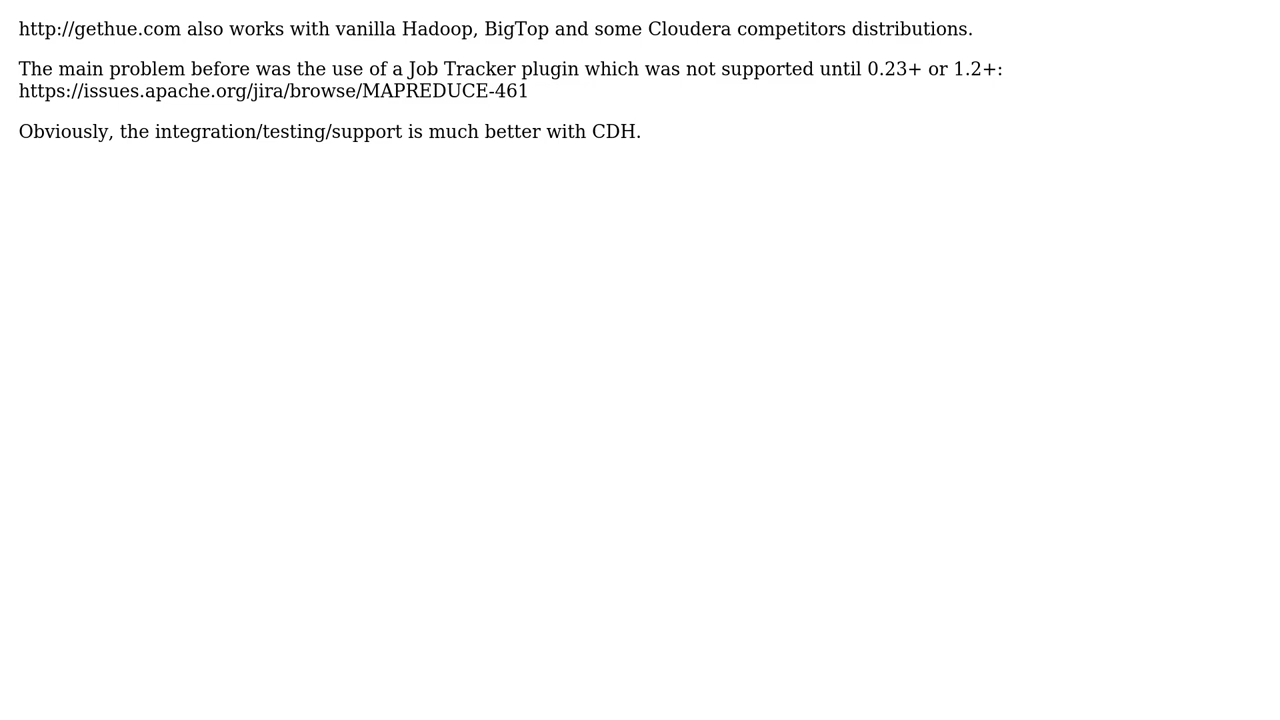 http://gethue.com also works with vanilla Hadoop, BigTop and some Cloudera competitors distributions.
The main problem before was the use of a Job Tracker plugin which was not supported until 0.23+ or 1.2+:
https://issues.apache.org/jira/browse/MAPREDUCE-461
Obviously, the integration/testing/support is much better with CDH.